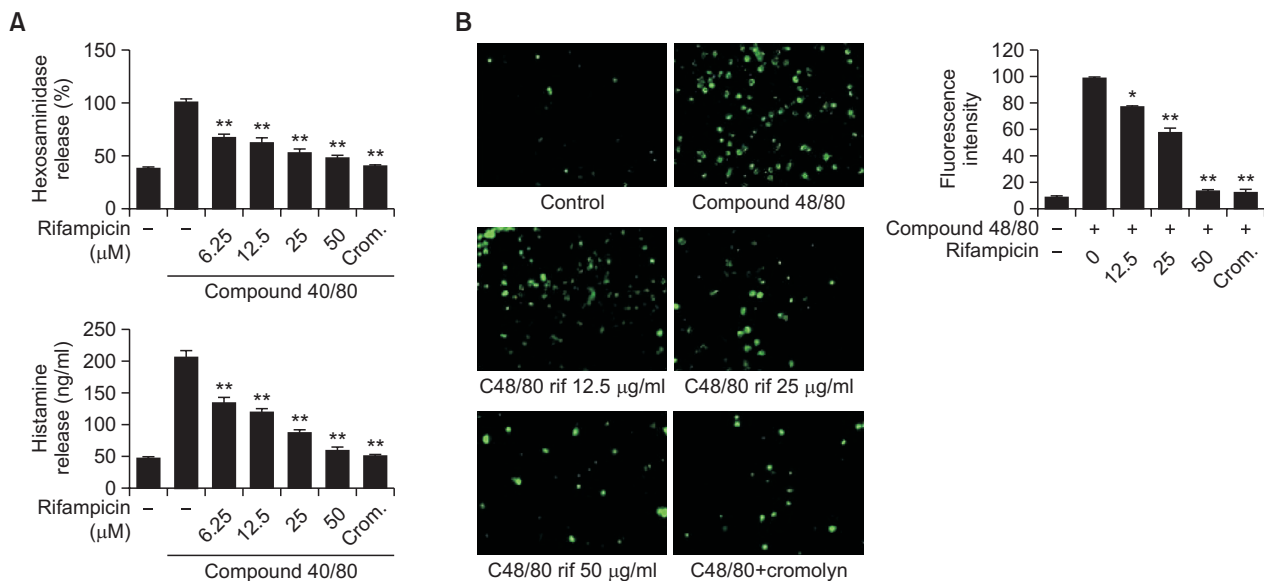 A
Hexosaminidase
release (%)
150
100
50
0
Rifampicin
(μM)
– – 6.25 12.5 25 50 Crom.
** ** ** ** **
Compound 40/80
Histamine
release (ng/ml)
250
200
150
100
50
0
Rifampicin
(μM)
– – 6.25 12.5 25 50 Crom.
** ** ** ** **
Compound 40/80
B
Control
Compound 48/80
C48/80 rif 12.5 μg/ml
C48/80 rif 25 μg/ml
C48/80 rif 50 μg/ml
C48/80+cromolyn
Fluorescence
intensity
120
100
80
60
40
20
0
* ** ** **
Compound 48/80 – + + + + +
Rifampicin – 0 12.5 25 50 Crom.